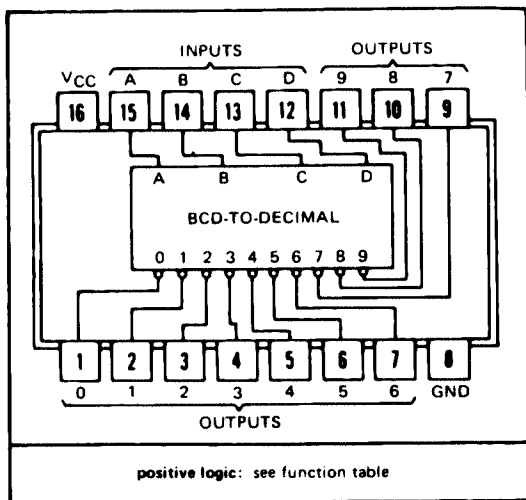 INPUTS OUTPUTS
VCC A B C D 9 8 7
16 15 14 13 12 11 10 9
A B C D
BCD-TO-DECIMAL
0 1 2 3 4 5 6 7 8 9
1 2 3 4 5 6 7 8
0 1 2 3 4 5 6 GND
OUTPUTS
positive logic: see function table